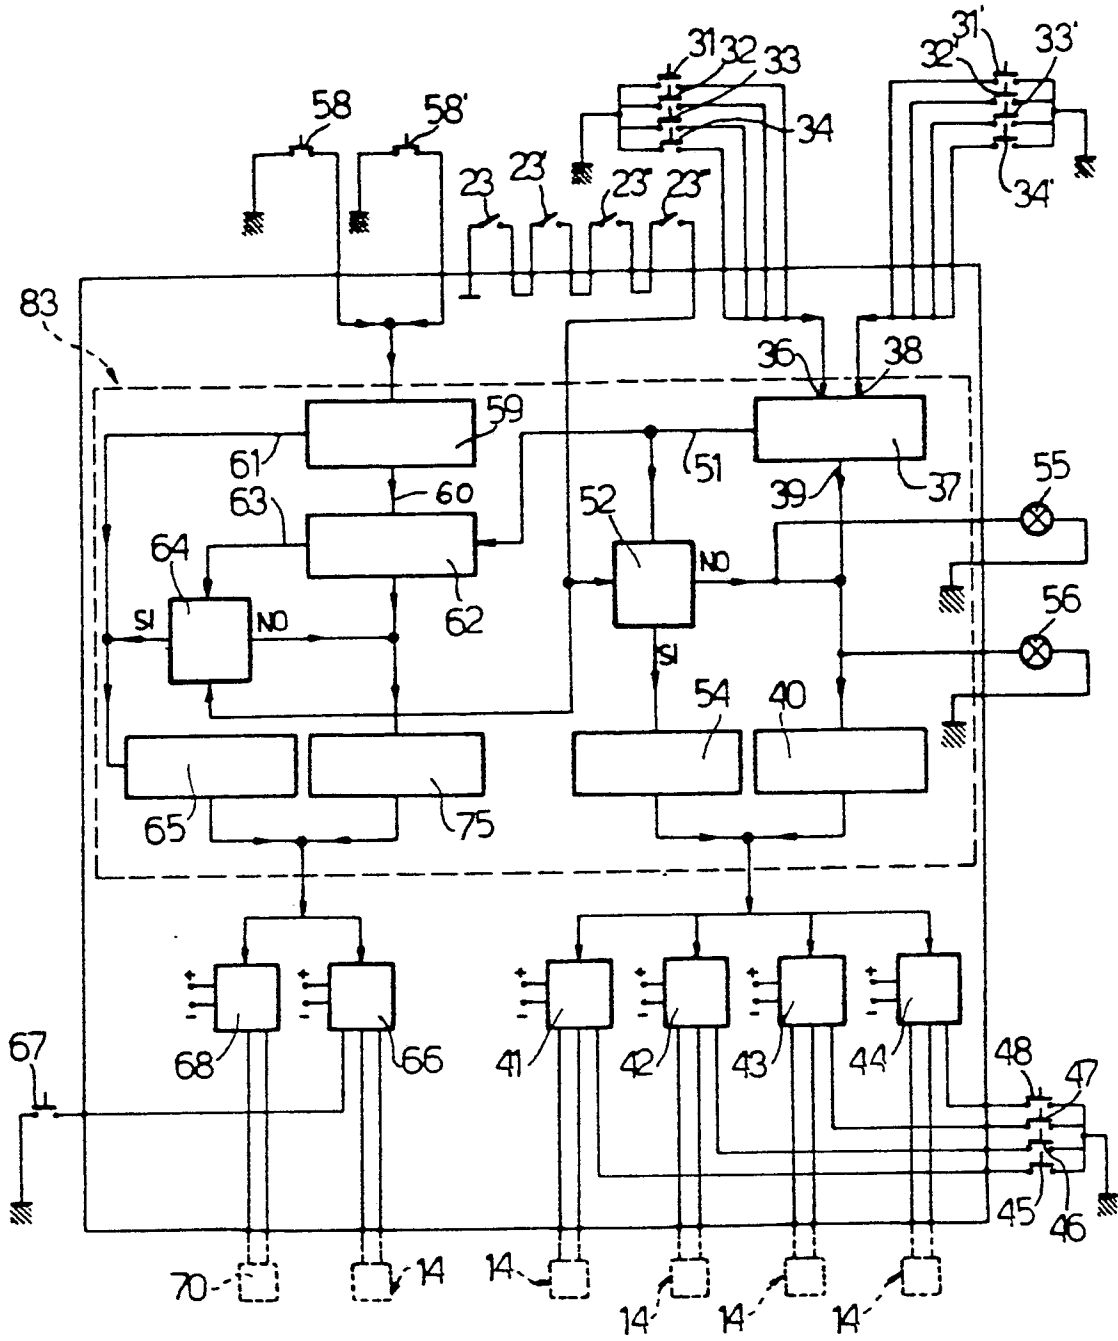 31'
31 32 33 32' 33'
58 58' 34
23 23' 23" 23‴ 34'
83
36 38
59
61 51
60 39 37 55
63 52
64 NO
SI NO 62 56
SI
54 40
65 75
+ + + + + +
- - - - - -
67 68 66 41 42 43 44 48 47
45 46
70 14 14 14 14 14